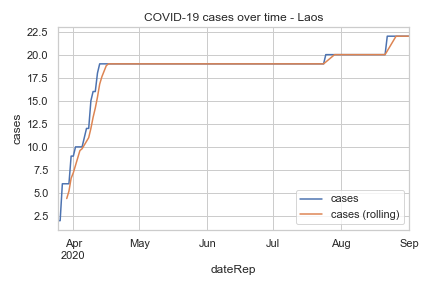 COVID-19 cases over time - Laos
22.5
20.0
17.5
15.0
12.5
10.0
7.5
5.0
2.5
cases
cases
cases (rolling)
Apr
2020
May
Jun
Jul
Aug
Sep
dateRep